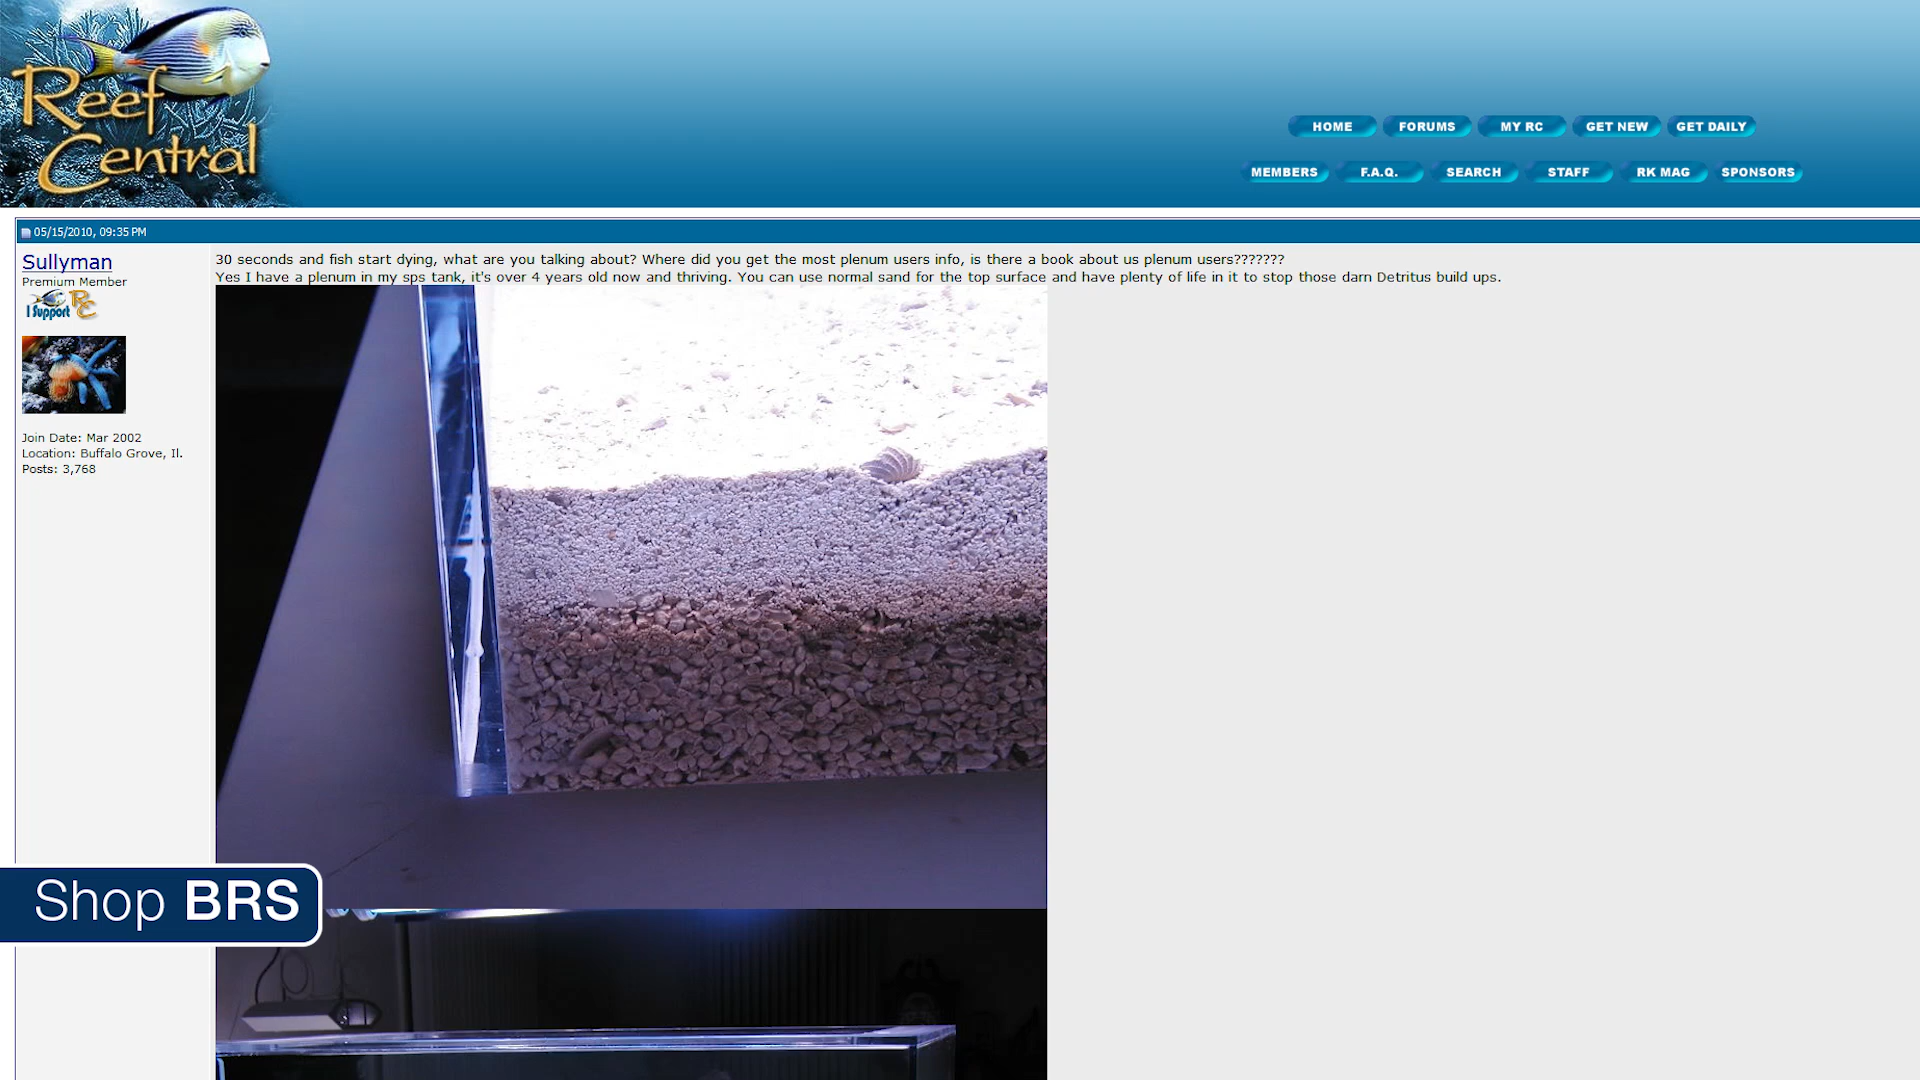 Reef
Central
HOME FORUMS MY RC GET NEW GET DAILY
MEMBERS F.A.Q. SEARCH STAFF RK MAG SPONSORS
05/15/2010, 09:35 PM
Sullyman
Premium Member
I Support RC
Join Date: Mar 2002
Location: Buffalo Grove, Il.
Posts: 3,768
30 seconds and fish start dying, what are you talking about? Where did you get the most plenum users info, is there a book about us plenum users???????
Yes I have a plenum in my sps tank, it's over 4 years old now and thriving. You can use normal sand for the top surface and have plenty of life in it to stop those darn Detritus build ups.
Shop BRS